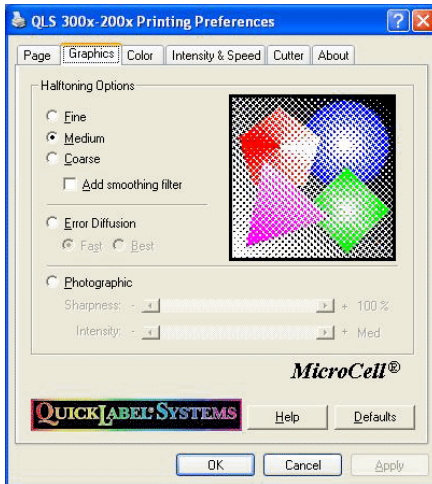 QLS 300x-200x Printing Preferences
Page Graphics Color Intensity & Speed Cutter About
Halftoning Options
Fine
Medium
Coarse
Add smoothing filter
Error Diffusion
Fast Best
Photographic
Sharpness: - + 100 %
Intensity: - + Med
MicroCell®
QUICKLABEL® SYSTEMS Help Defaults
OK Cancel Apply